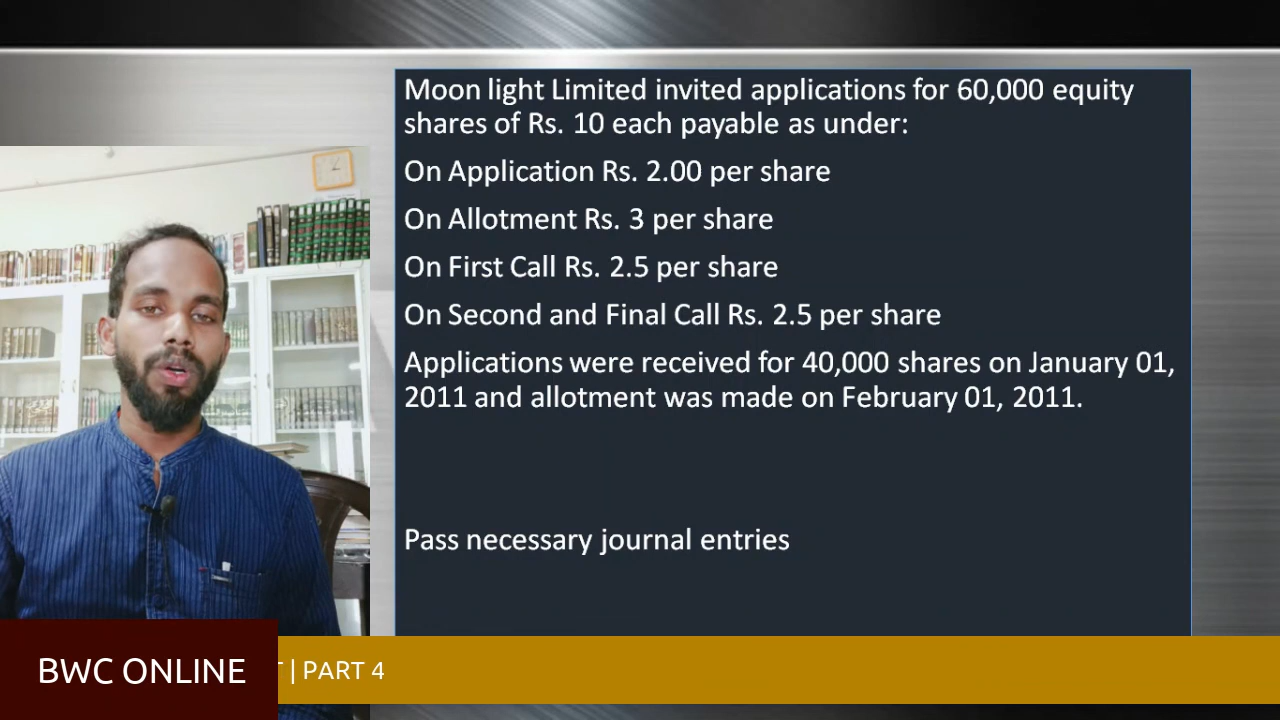 Moon light Limited invited applications for 60,000 equity
shares of Rs. 10 each payable as under:
On Application Rs. 2.00 per share
On Allotment Rs. 3 per share
On First Call Rs. 2.5 per share
On Second and Final Call Rs. 2.5 per share
Applications were received for 40,000 shares on January 01,
2011 and allotment was made on February 01, 2011.
Pass necessary journal entries
BWC ONLINE
| PART 4